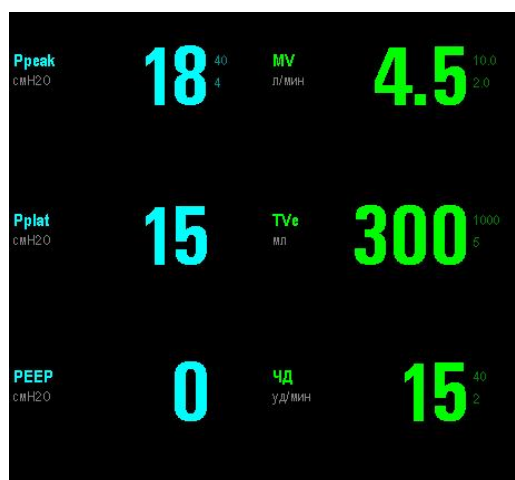 Ppeak 18 40 MV 4.5 10.0
смH2O 4 л/мин 2.0
Pplat 15 TVe 300 1000
смH2O мл 5
PEEP 0 ЧД 15 40
смH2O уд/мин 2